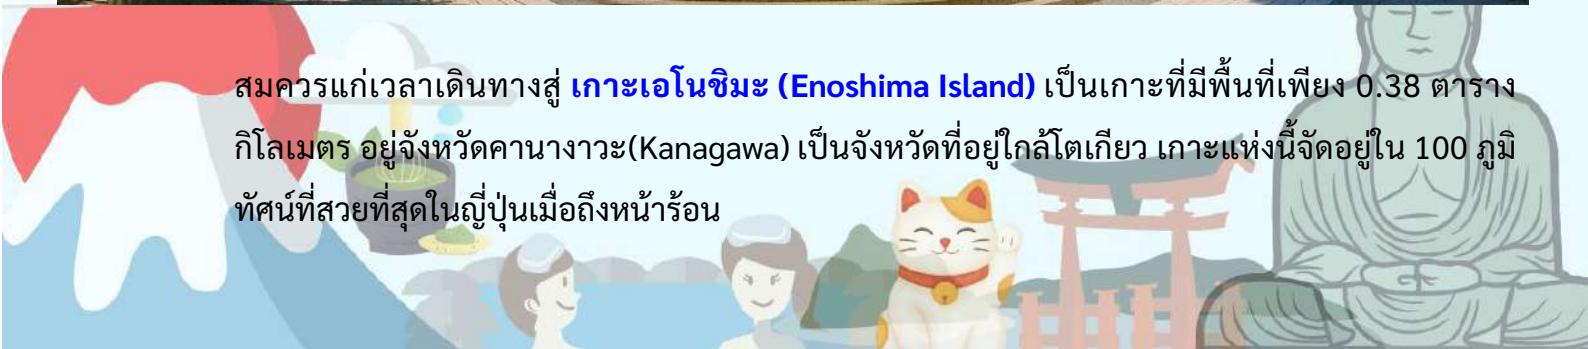 สมควรแก่เวลาเดินทางสู่ เกาะเอโนชิมะ (Enoshima Island) เป็นเกาะที่มีพื้นที่เพียง 0.38 ตาราง
กิโลเมตร อยู่จังหวัดคานางาวะ(Kanagawa) เป็นจังหวัดที่อยู่ใกล้โตเกียว เกาะแห่งนี้จัดอยู่ใน 100 ภูมิ
ทัศน์ที่สวยที่สุดในญี่ปุ่นเมื่อถึงหน้าร้อน